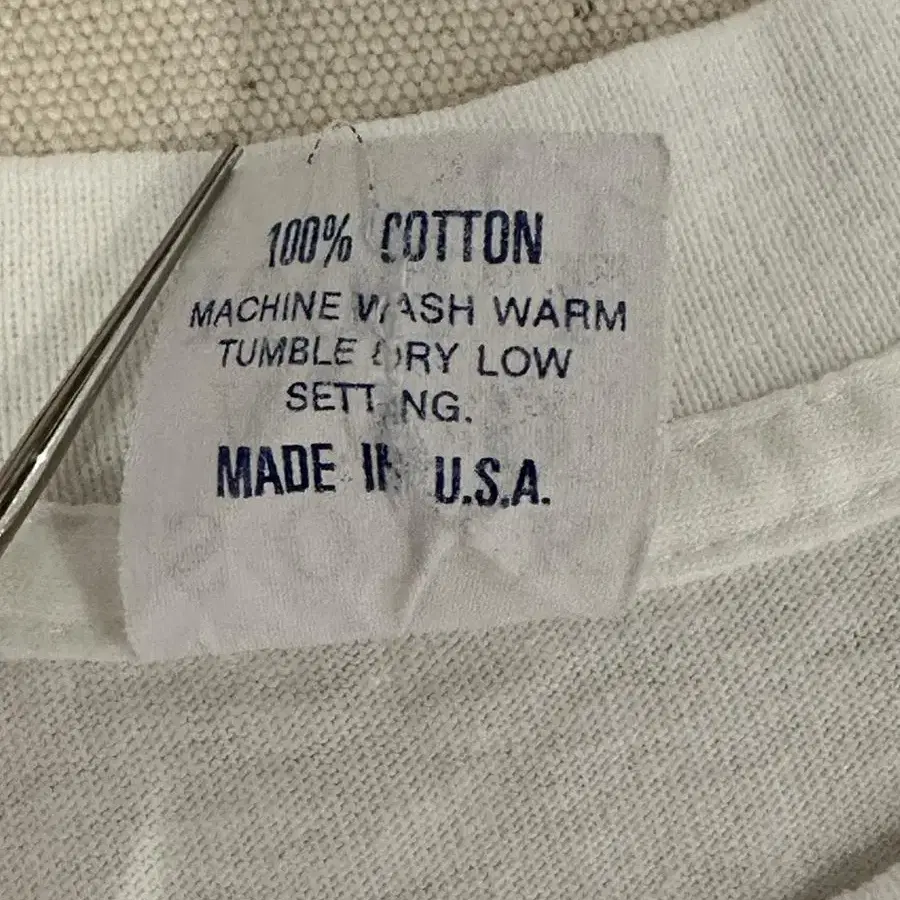 100% COTTON
MACHINE WASH WARM
TUMBLE DRY LOW
SETTING.
MADE IN U.S.A.